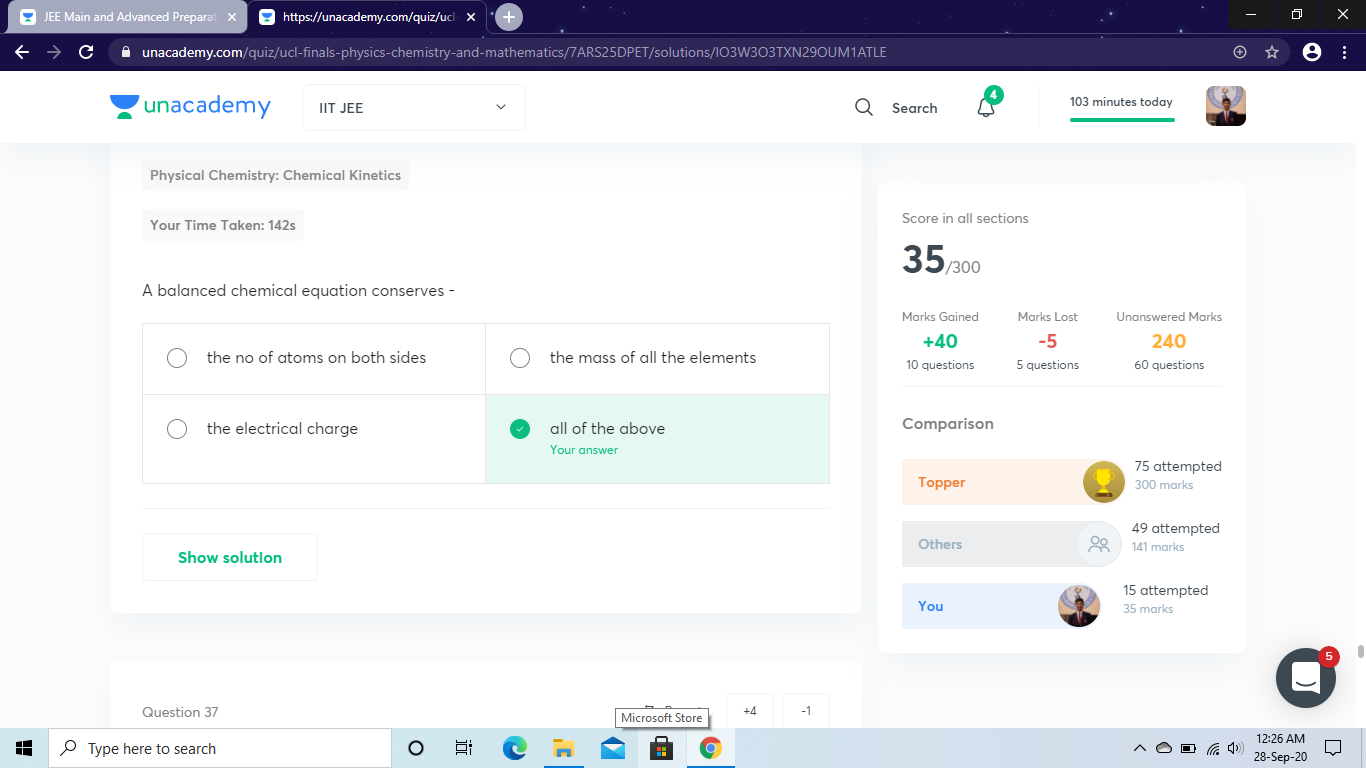 JEE Main and Advanced Preparati
https://unacademy.com/quiz/ucl-
unacademy.com/quiz/ucl-finals-physics-chemistry-and-mathematics/7ARS25DPET/solutions/IO3W3O3TXN29OUM1ATLE
unacademy
IIT JEE
Search
4
103 minutes today
Physical Chemistry: Chemical Kinetics
Your Time Taken: 142s
A balanced chemical equation conserves -
the no of atoms on both sides
the mass of all the elements
the electrical charge
all of the above
Your answer
Show solution
Question 37
+4
-1
Microsoft Store
Score in all sections
35/300
Marks Gained
+40
10 questions
Marks Lost
-5
5 questions
Unanswered Marks
240
60 questions
Comparison
Topper
75 attempted
300 marks
Others
49 attempted
141 marks
You
15 attempted
35 marks
5
Type here to search
12:26 AM
28-Sep-20